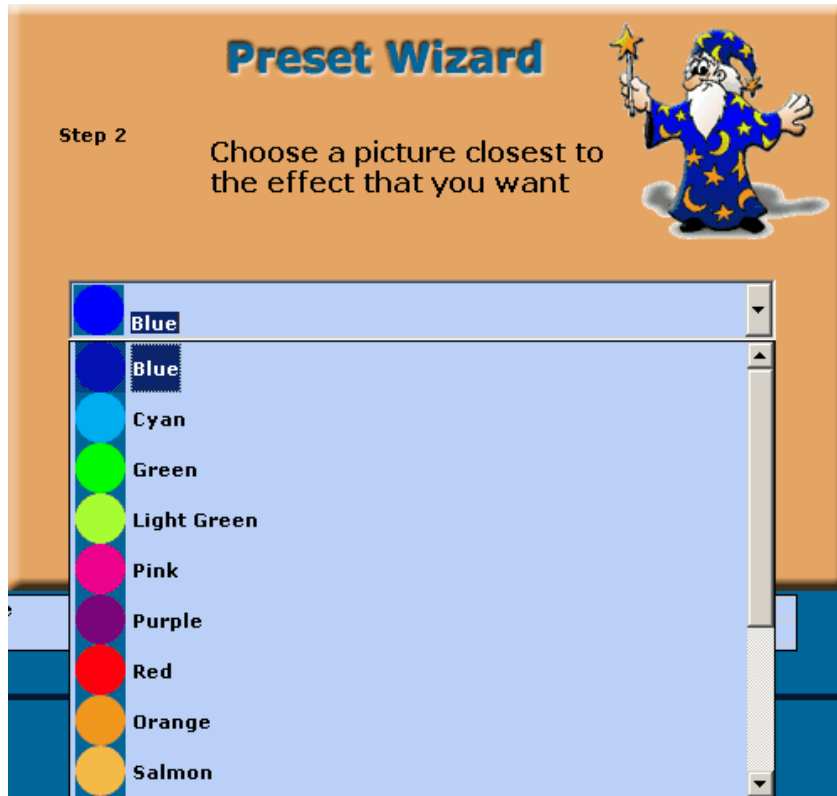 Preset Wizard
Step 2
Choose a picture closest to
the effect that you want
Blue
Blue
Cyan
Green
Light Green
Pink
Purple
Red
Orange
Salmon